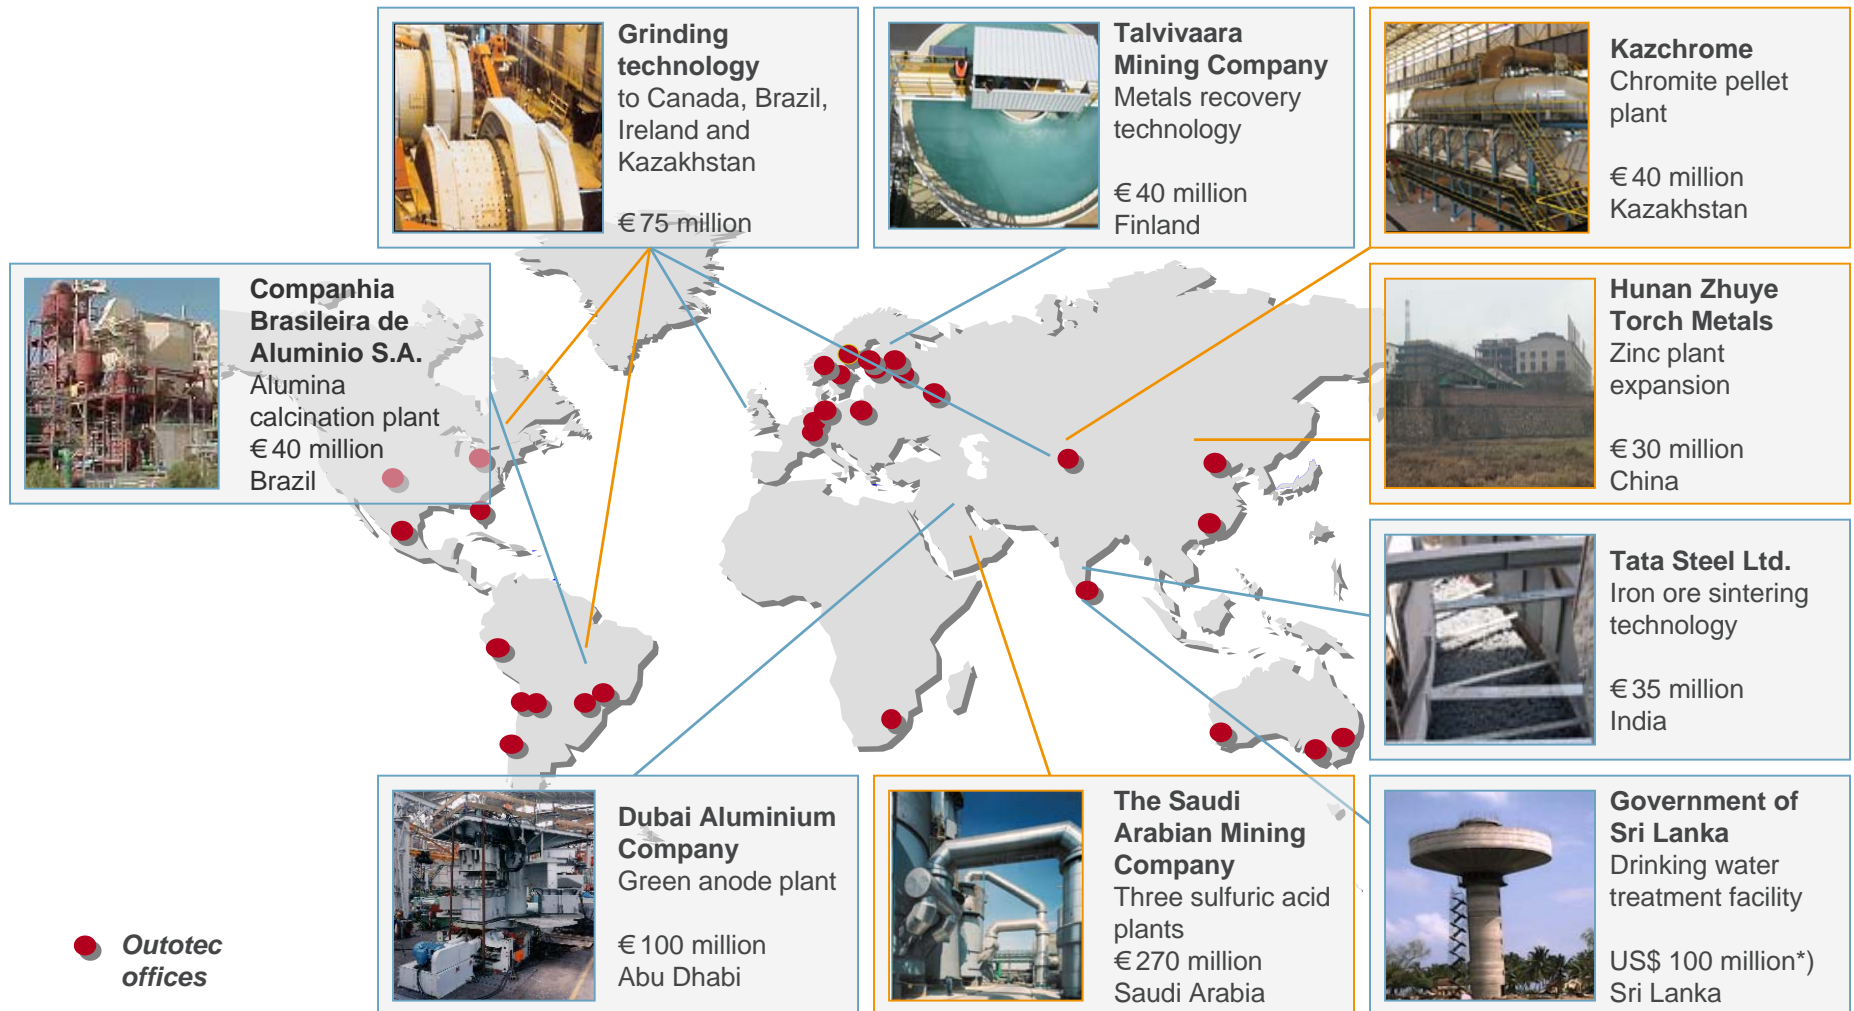 Grinding
technology
to Canada, Brazil,
Ireland and
Kazakhstan
€ 75 million
Talvivaara
Mining Company
Metals recovery
technology
€ 40 million
Finland
Kazchrome
Chromite pellet
plant
€ 40 million
Kazakhstan
Companhia
Brasileira de
Aluminio S.A.
Alumina
calcination plant
€ 40 million
Brazil
Hunan Zhuye
Torch Metals
Zinc plant
expansion
€ 30 million
China
Tata Steel Ltd.
Iron ore sintering
technology
€ 35 million
India
Dubai Aluminium
Company
Green anode plant
€ 100 million
Abu Dhabi
The Saudi
Arabian Mining
Company
Three sulfuric acid
plants
€ 270 million
Saudi Arabia
Government of
Sri Lanka
Drinking water
treatment facility
US$ 100 million*)
Sri Lanka
Outotec
offices